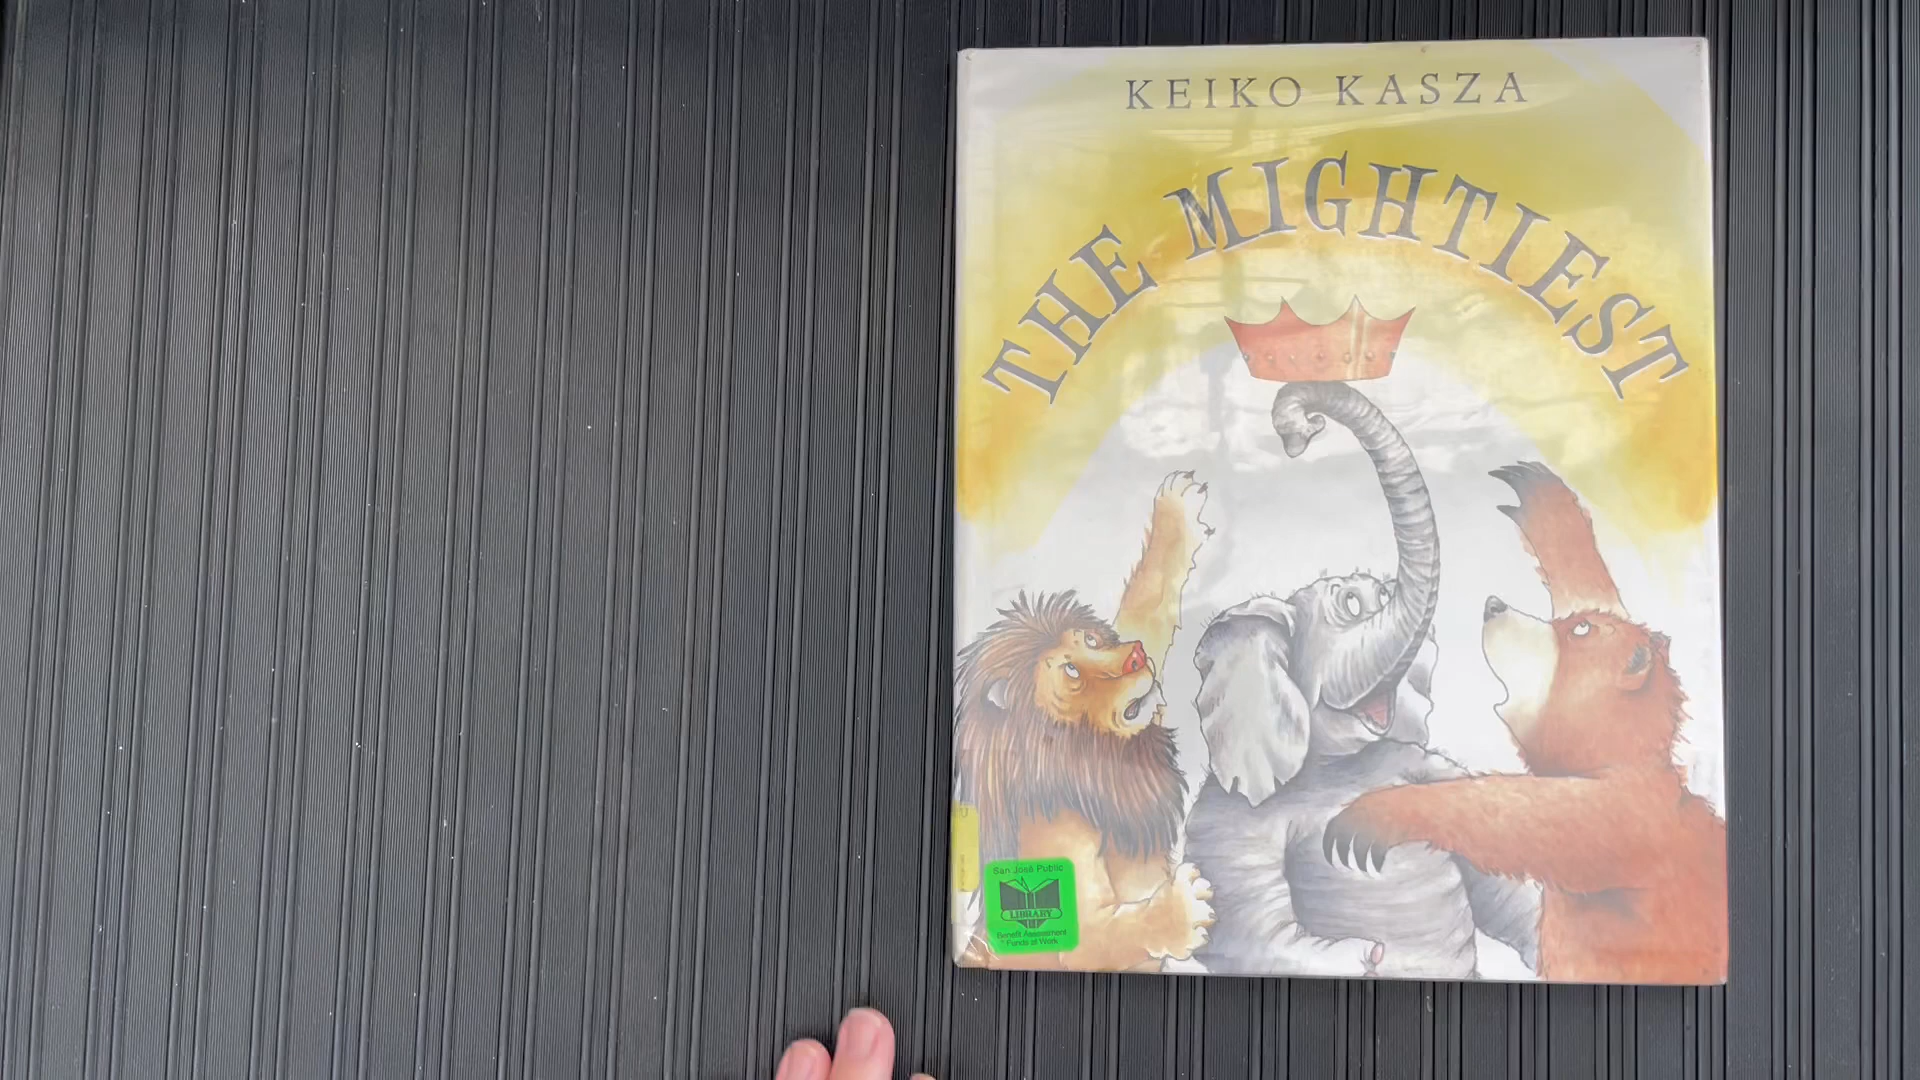 KEIKO KASZA
THE MIGHTIEST
San José Public
LIBRARY
Benefit Assessment
Funds at Work